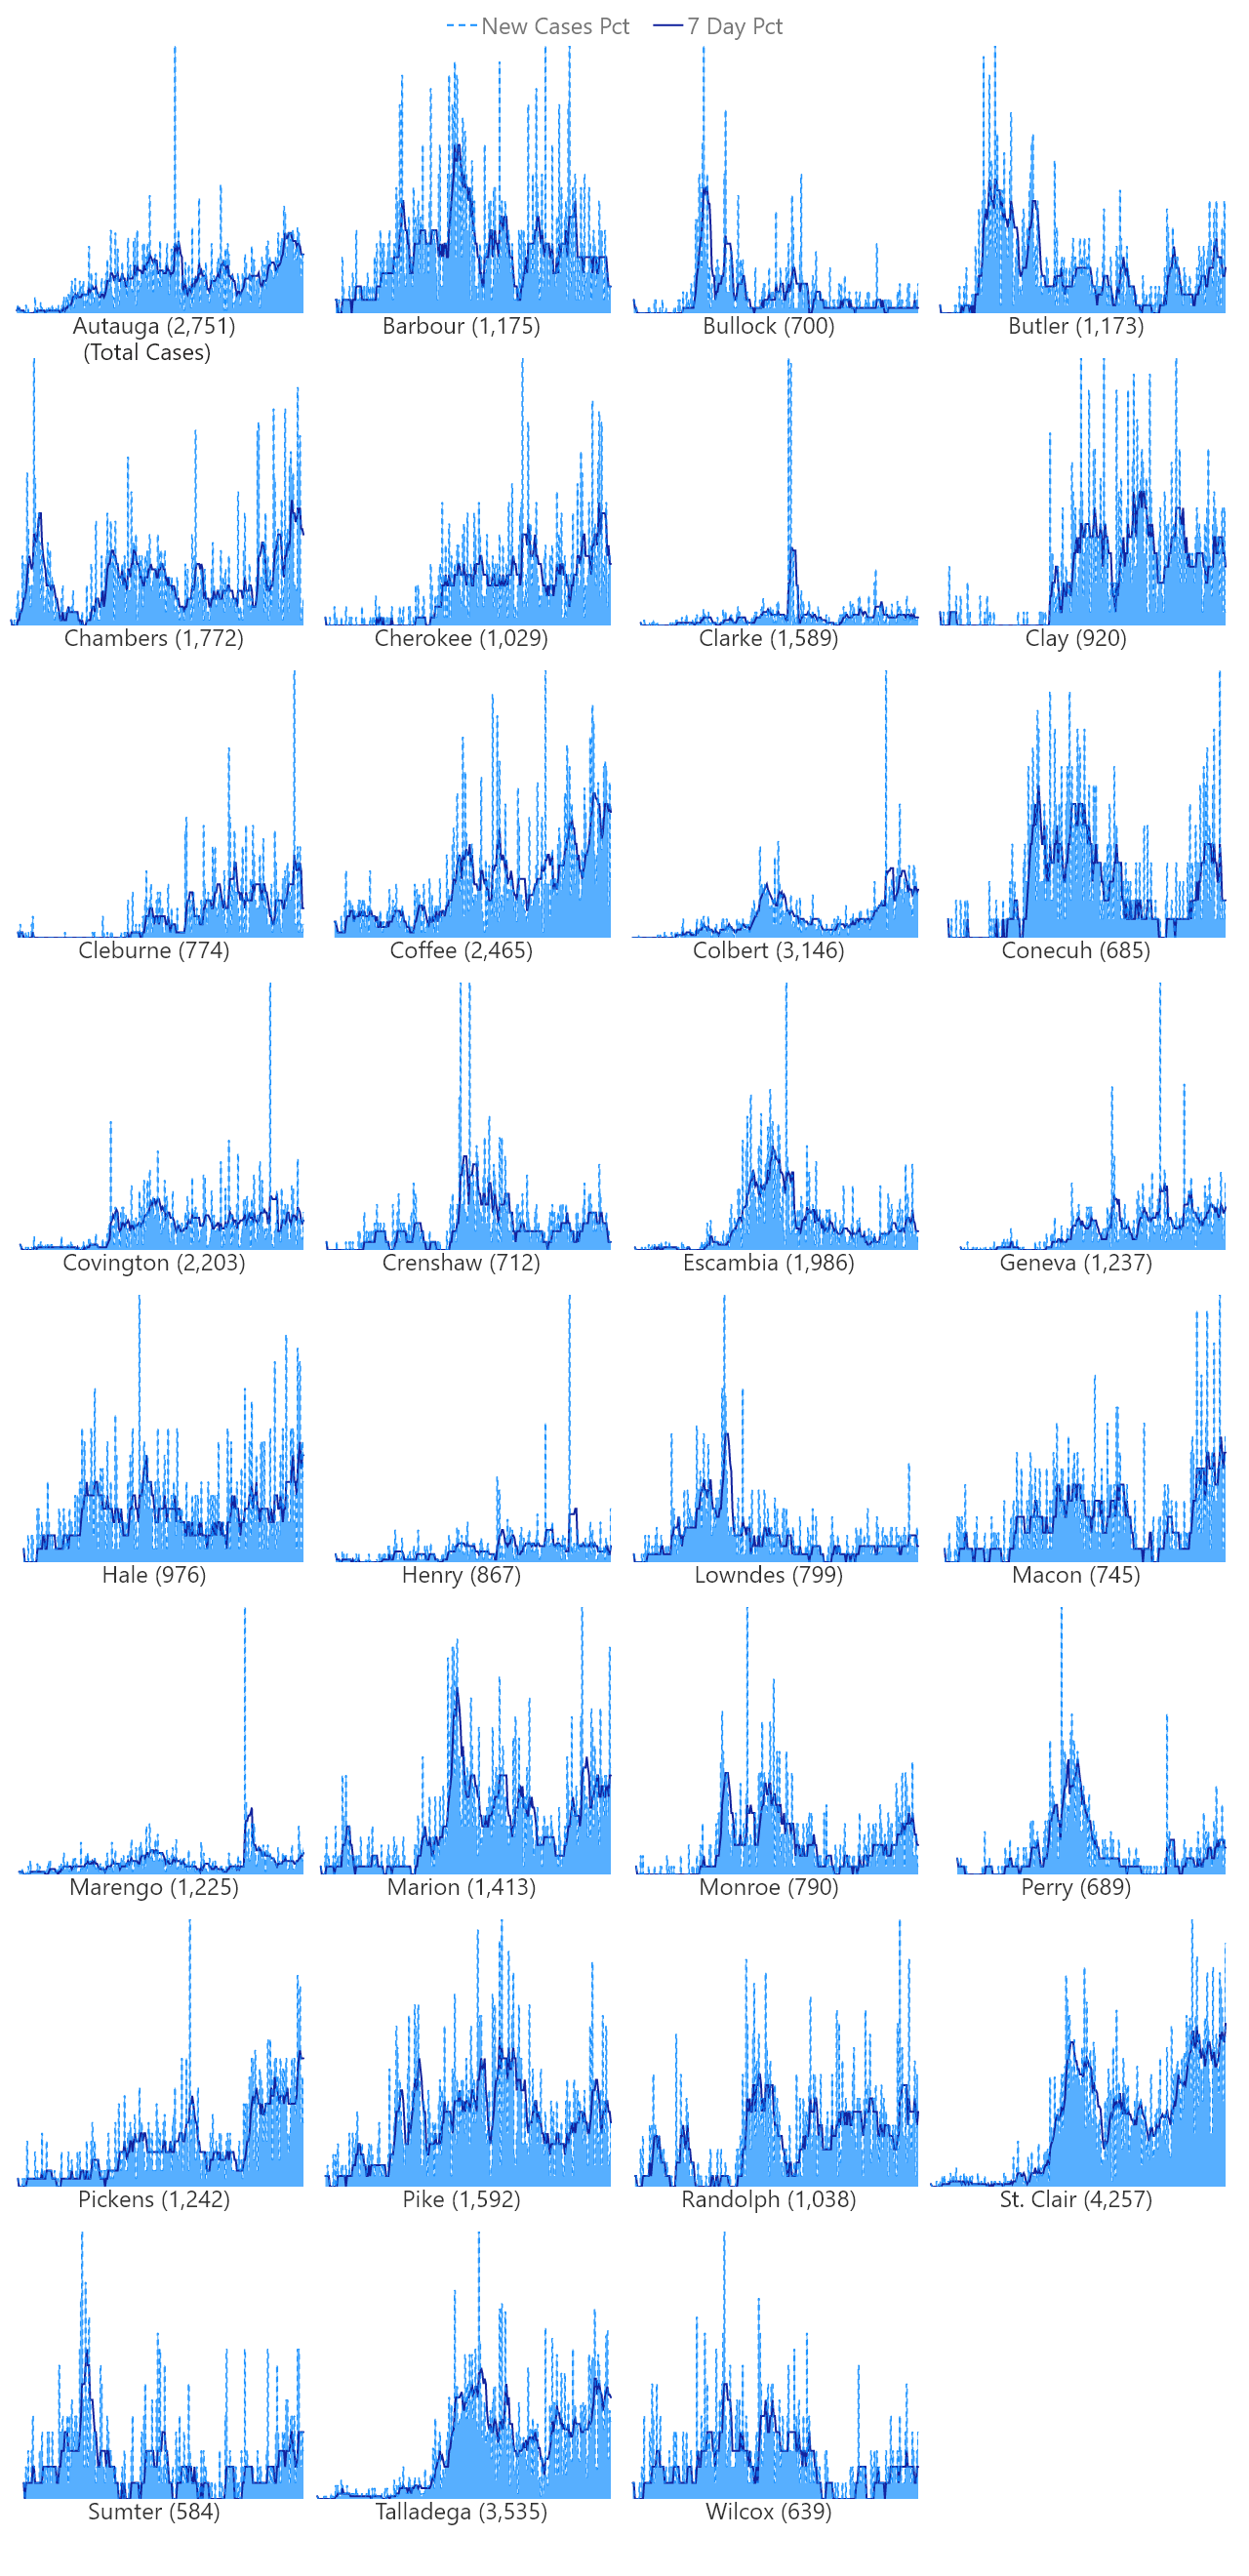 New Cases Pct 7 Day Pct
Autauga (2,751) Barbour (1,175) Bullock (700) Butler (1,173)
(Total Cases)
Chambers (1,772) Cherokee (1,029) Clarke (1,589) Clay (920)
Cleburne (774) Coffee (2,465) Colbert (3,146) Conecuh (685)
Covington (2,203) Crenshaw (712) Escambia (1,986) Geneva (1,237)
Hale (976) Henry (867) Lowndes (799) Macon (745)
Marengo (1,225) Marion (1,413) Monroe (790) Perry (689)
Pickens (1,242) Pike (1,592) Randolph (1,038) St. Clair (4,257)
Sumter (584) Talladega (3,535) Wilcox (639)